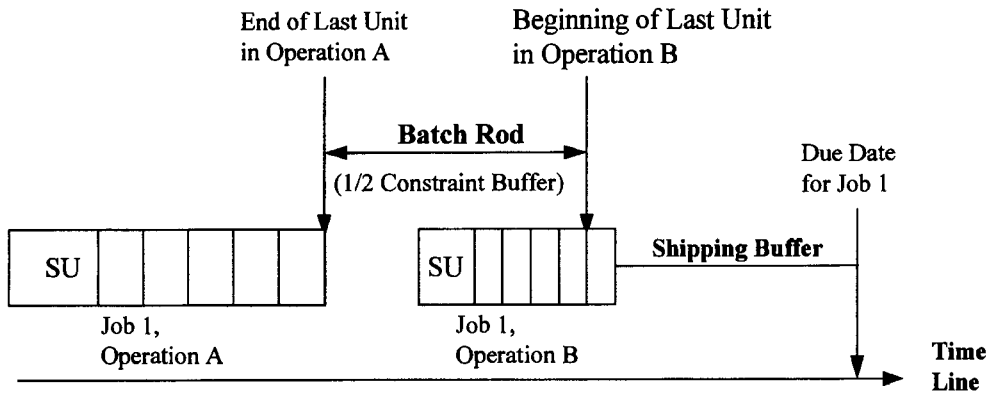 End of Last Unit
in Operation A
Beginning of Last Unit
in Operation B
Batch Rod
(1/2 Constraint Buffer)
Due Date
for Job 1
SU
SU
Shipping Buffer
Job 1,
Operation A
Job 1,
Operation B
Time
Line